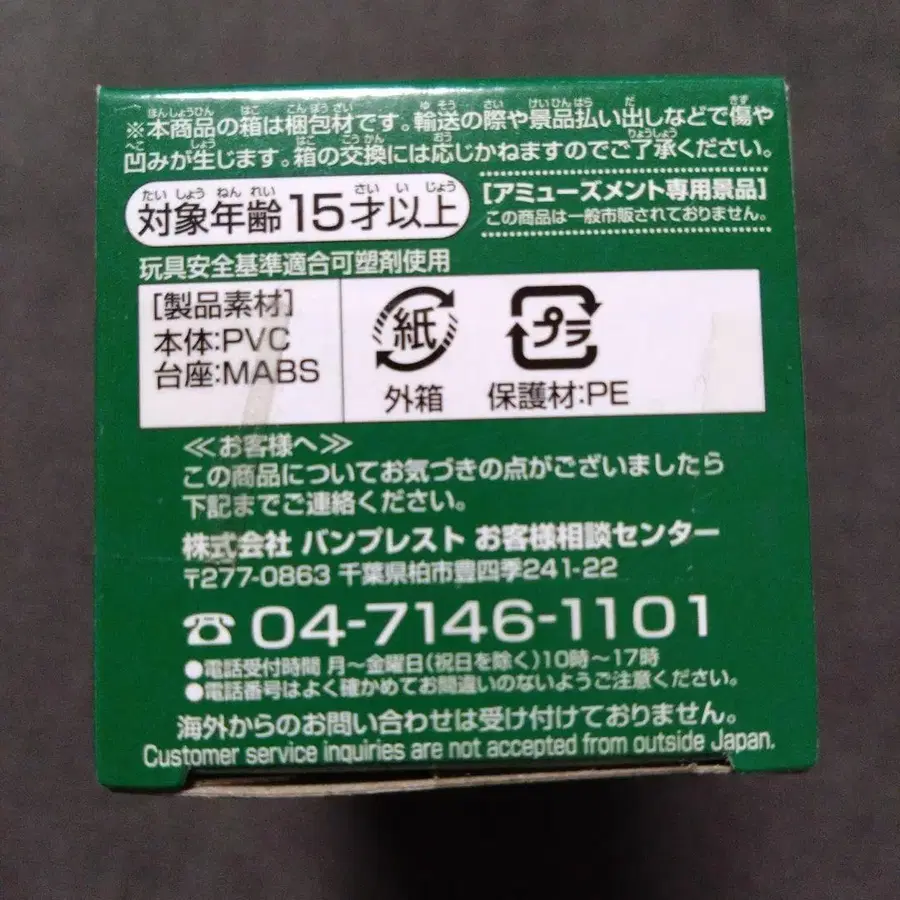 ※本商品の箱は梱包材です。輸送の際や景品払い出しなどで傷や
凹みが生じます。箱の交換には応じかねますのでご了承ください。
対象年齢15才以上
[アミューズメント専用景品]
この商品は一般市販されておりません。
玩具安全基準適合可塑剤使用
[製品素材]
本体:PVC
台座:MABS
紙
外箱
プラ
保護材:PE
≪お客様へ≫
この商品についてお気づきの点がございましたら
下記までご連絡ください。
株式会社 バンプレスト お客様相談センター
〒277-0863 千葉県柏市豊四季241-22
☎04-7146-1101
●電話受付時間 月～金曜日(祝日を除く)10時～17時
●電話番号はよく確かめてお間違いのないようご注意ください。
海外からのお問い合わせは受け付けておりません。
Customer service inquiries are not accepted from outside Japan.